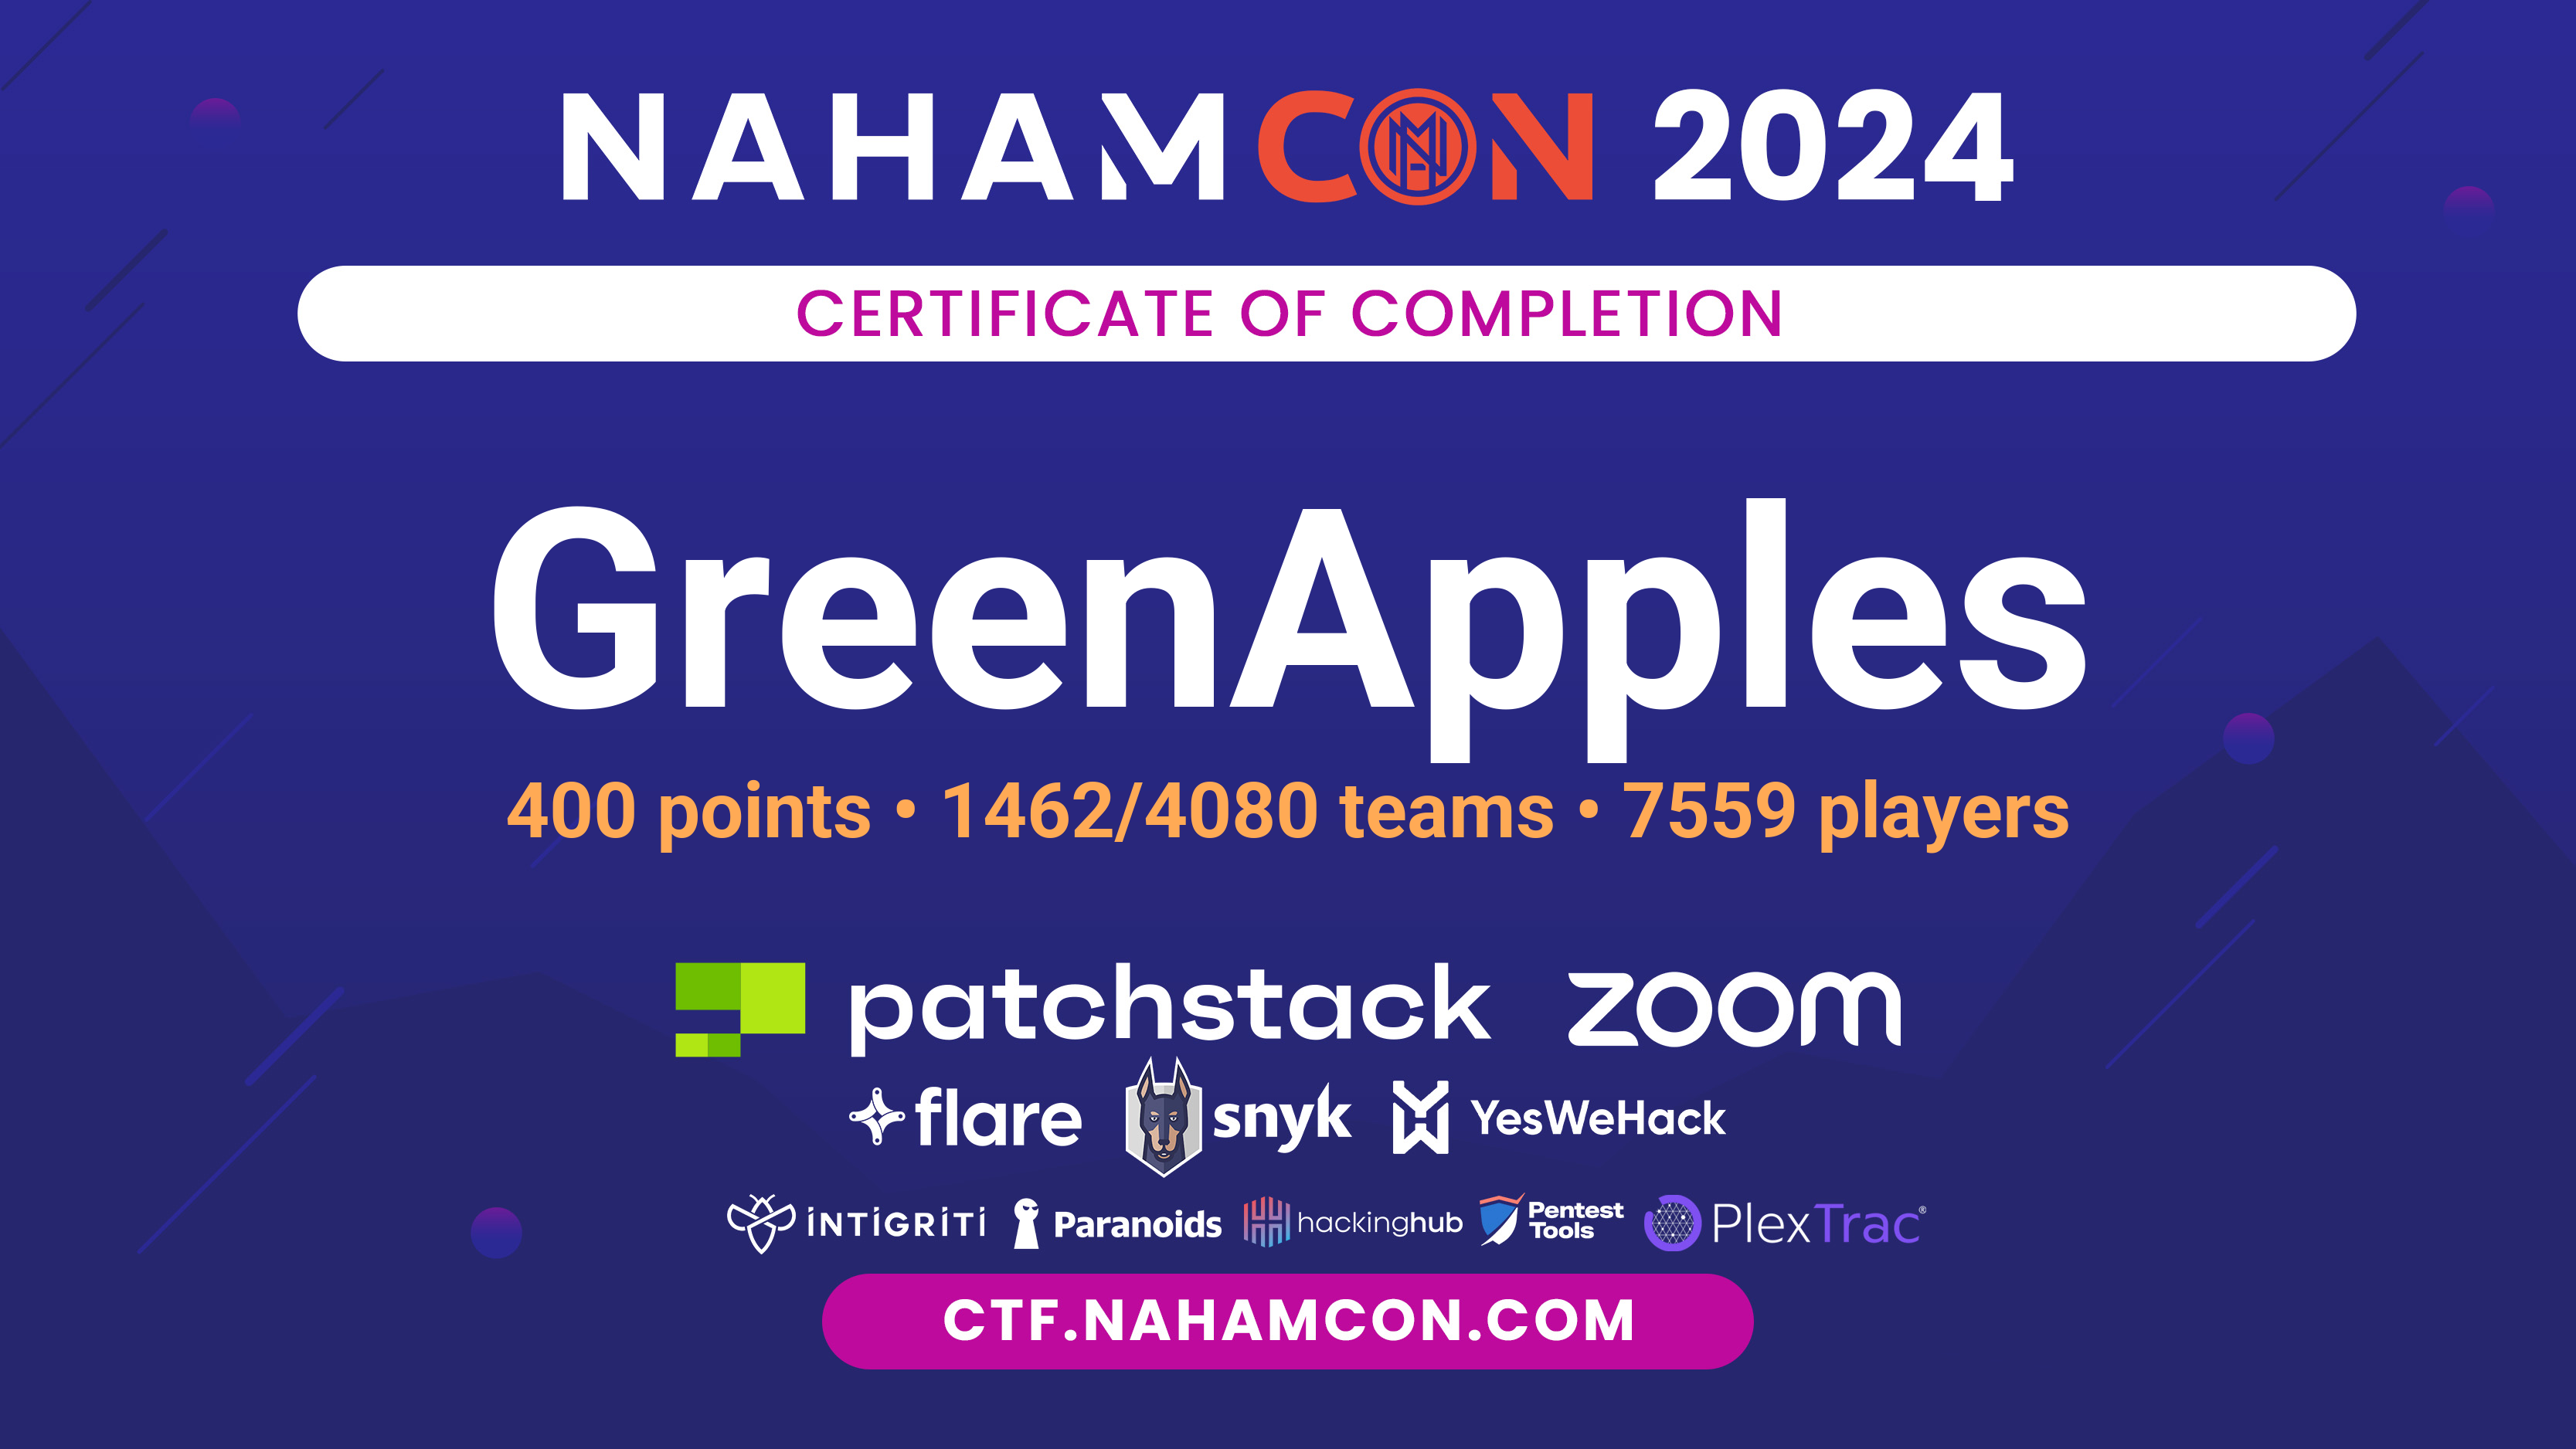 NAHAMCON 2024
CERTIFICATE OF COMPLETION
GreenApples
400 points • 1462/4080 teams • 7559 players
patchstack zoom
flare snyk YesWeHack
INTIGRITI Paranoids hackinghub Pentest Tools PlexTrac®
CTF.NAHAMCON.COM